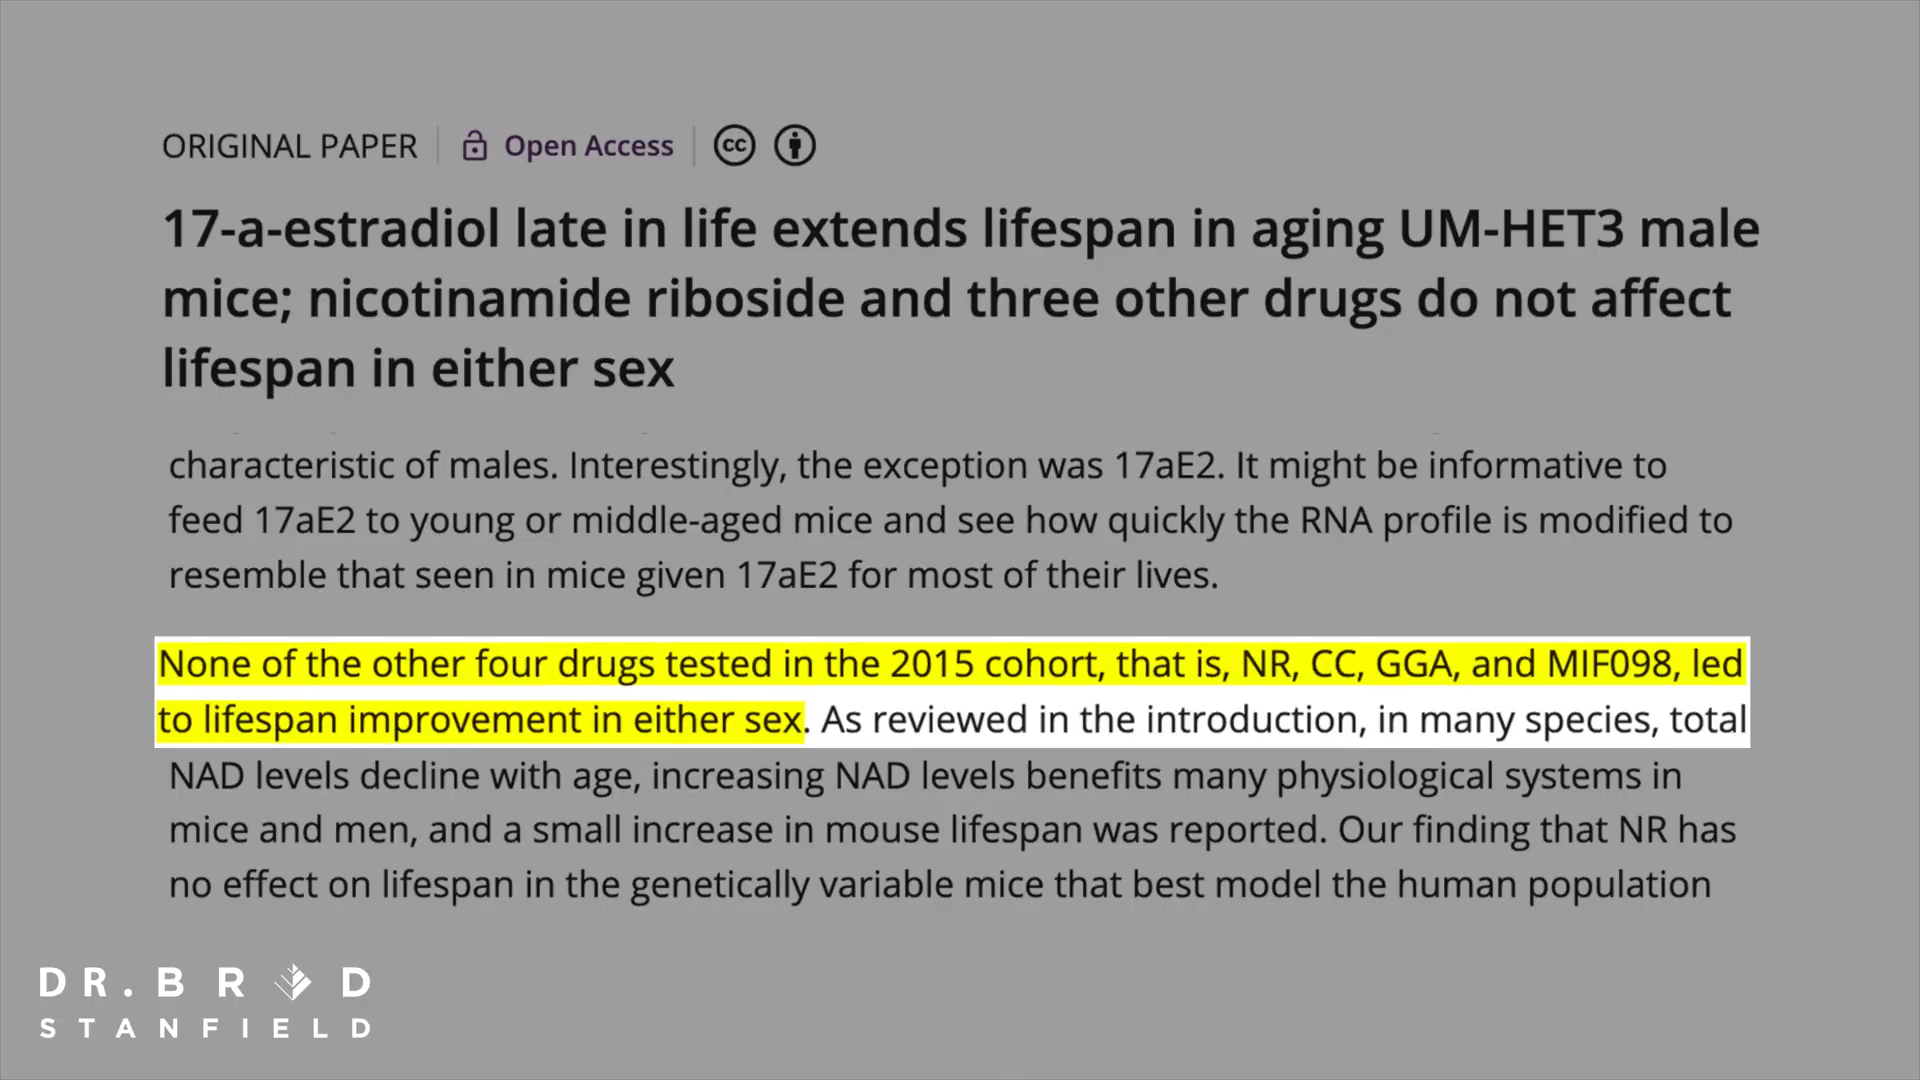 ORIGINAL PAPER Open Access cc
17-a-estradiol late in life extends lifespan in aging UM-HET3 male
mice; nicotinamide riboside and three other drugs do not affect
lifespan in either sex
characteristic of males. Interestingly, the exception was 17aE2. It might be informative to
feed 17aE2 to young or middle-aged mice and see how quickly the RNA profile is modified to
resemble that seen in mice given 17aE2 for most of their lives.
None of the other four drugs tested in the 2015 cohort, that is, NR, CC, GGA, and MIF098, led
to lifespan improvement in either sex. As reviewed in the introduction, in many species, total
NAD levels decline with age, increasing NAD levels benefits many physiological systems in
mice and men, and a small increase in mouse lifespan was reported. Our finding that NR has
no effect on lifespan in the genetically variable mice that best model the human population
DR. BRAD
STANFIELD